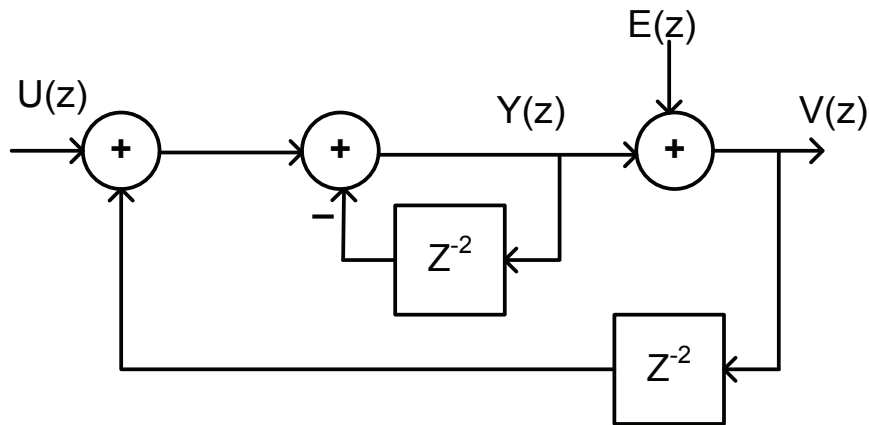 E(z)
U(z)
Y(z)
V(z)
+
+
+
−
Z⁻²
Z⁻²